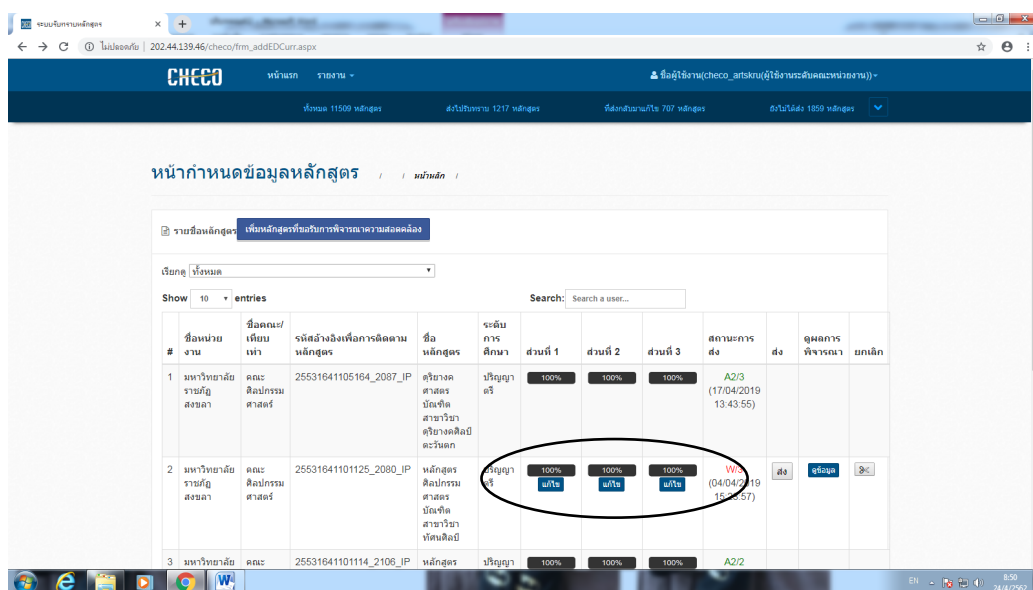 ระบบรับทราบหลักสูตร
ไม่ปลอดภัย | 202.44.139.46/checo/frm_addEDCurr.aspx
CHECO หน้าแรก รายงาน ชื่อผู้ใช้งาน(checo_artskru(ผู้ใช้งานระดับคณะหน่วยงาน))
ทั้งหมด 11509 หลักสูตร ส่งไปรับทราบ 1217 หลักสูตร ที่ส่งกลับมาแก้ไข 707 หลักสูตร ยังไม่ได้ส่ง 1859 หลักสูตร
หน้ากำหนดข้อมูลหลักสูตร / / หน้าหลัก /
รายชื่อหลักสูตร เพิ่มหลักสูตรที่ขอรับการพิจารณาความสอดคล้อง
เรียกดู ทั้งหมด
Show 10 entries Search: Search a user...
# ชื่อหน่วยงาน ชื่อคณะ/เทียบเท่า รหัสอ้างอิงเพื่อการติดตามหลักสูตร ชื่อหลักสูตร ระดับการศึกษา ส่วนที่ 1 ส่วนที่ 2 ส่วนที่ 3 สถานะการส่ง ส่ง ดูผลการพิจารณา ยกเลิก
1 มหาวิทยาลัยราชภัฏสงขลา คณะศิลปกรรมศาสตร์ 25531641105164_2087_IP ดุริยางคศาสตรบัณฑิต สาขาวิชาดุริยางคศิลป์ตะวันตก ปริญญาตรี 100% 100% 100% A2/3 (17/04/2019 13:43:55)
2 มหาวิทยาลัยราชภัฏสงขลา คณะศิลปกรรมศาสตร์ 25531641101125_2080_IP หลักสูตรศิลปกรรมศาสตรบัณฑิต สาขาวิชาทัศนศิลป์ ปริญญาตรี 100% แก้ไข 100% แก้ไข 100% แก้ไข W/3 (04/04/2019 15:23:57) ส่ง ดูข้อมูล
3 มหาวิทยาลัย คณะ 25531641101114_2106_IP หลักสูตร ปริญญา 100% 100% 100% A2/2
EN 8:50
24/4/2562